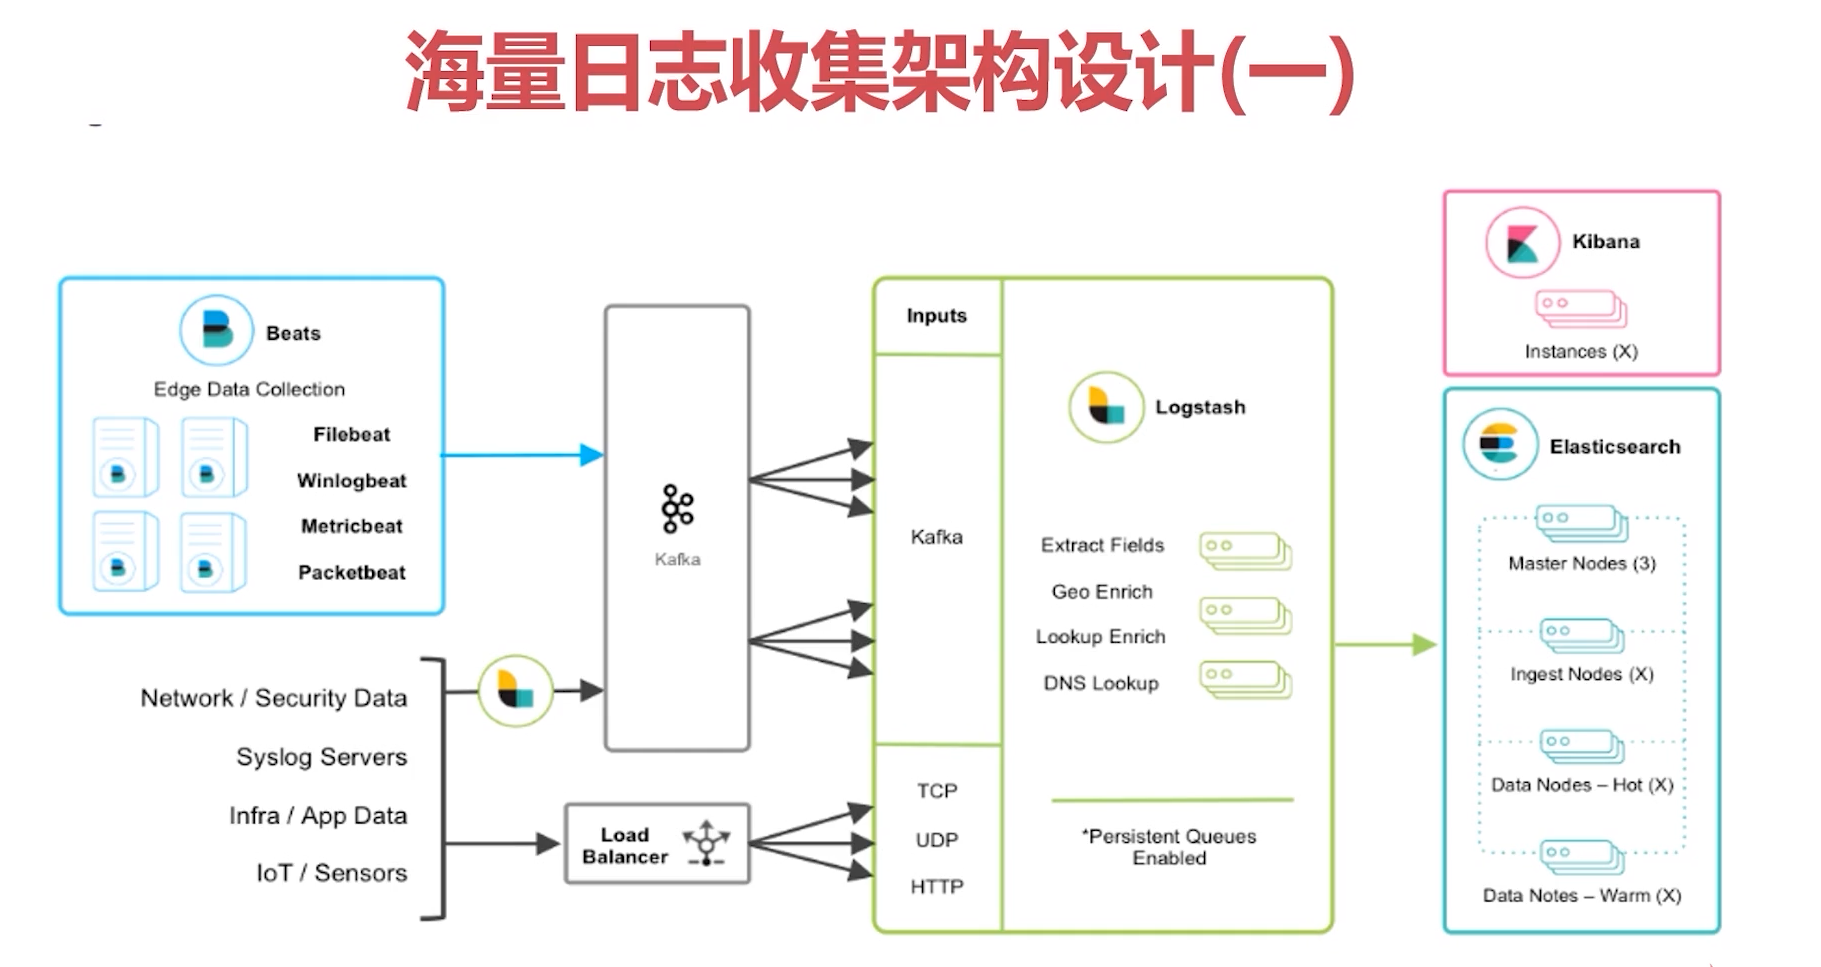 海量日志收集架构设计(一)
Beats
Edge Data Collection
Filebeat
Winlogbeat
Metricbeat
Packetbeat
Network / Security Data
Syslog Servers
Infra / App Data
IoT / Sensors
Kafka
Load
Balancer
Inputs
Kafka
TCP
UDP
HTTP
Logstash
Extract Fields
Geo Enrich
Lookup Enrich
DNS Lookup
*Persistent Queues
Enabled
Kibana
Instances (X)
Elasticsearch
Master Nodes (3)
Ingest Nodes (X)
Data Nodes – Hot (X)
Data Notes – Warm (X)